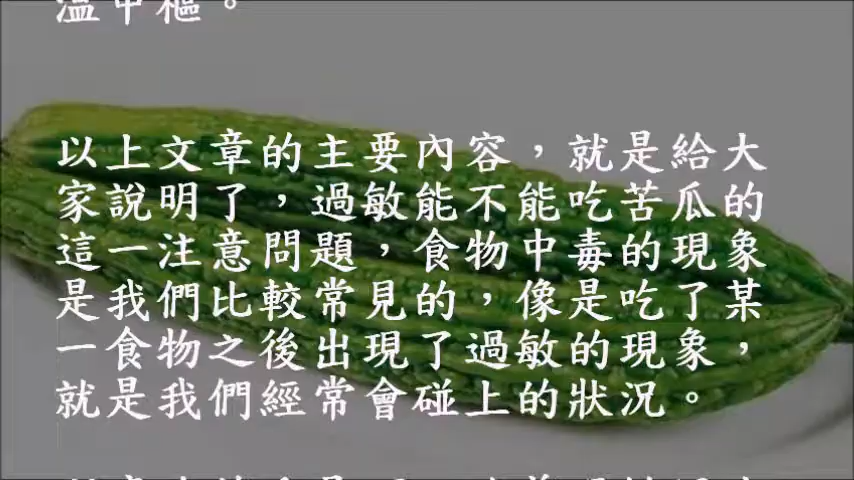 溫中樞。
以上文章的主要內容，就是給大
家說明了，過敏能不能吃苦瓜的
這一注意問題，食物中毒的現象
是我們比較常見的，像是吃了某
一食物之後出現了過敏的現象，
就是我們經常會碰上的狀況。